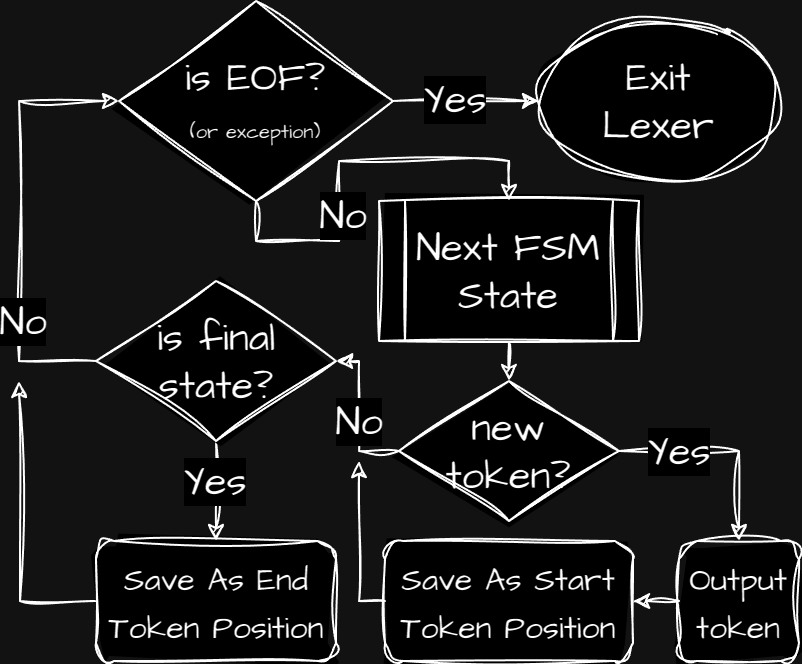 is EOF?
(or exception)
Yes
Exit
Lexer
No
Next FSM
State
No
is final
state?
No
new
token?
Yes
Yes
Save As End
Token Position
Save As Start
Token Position
Output
token